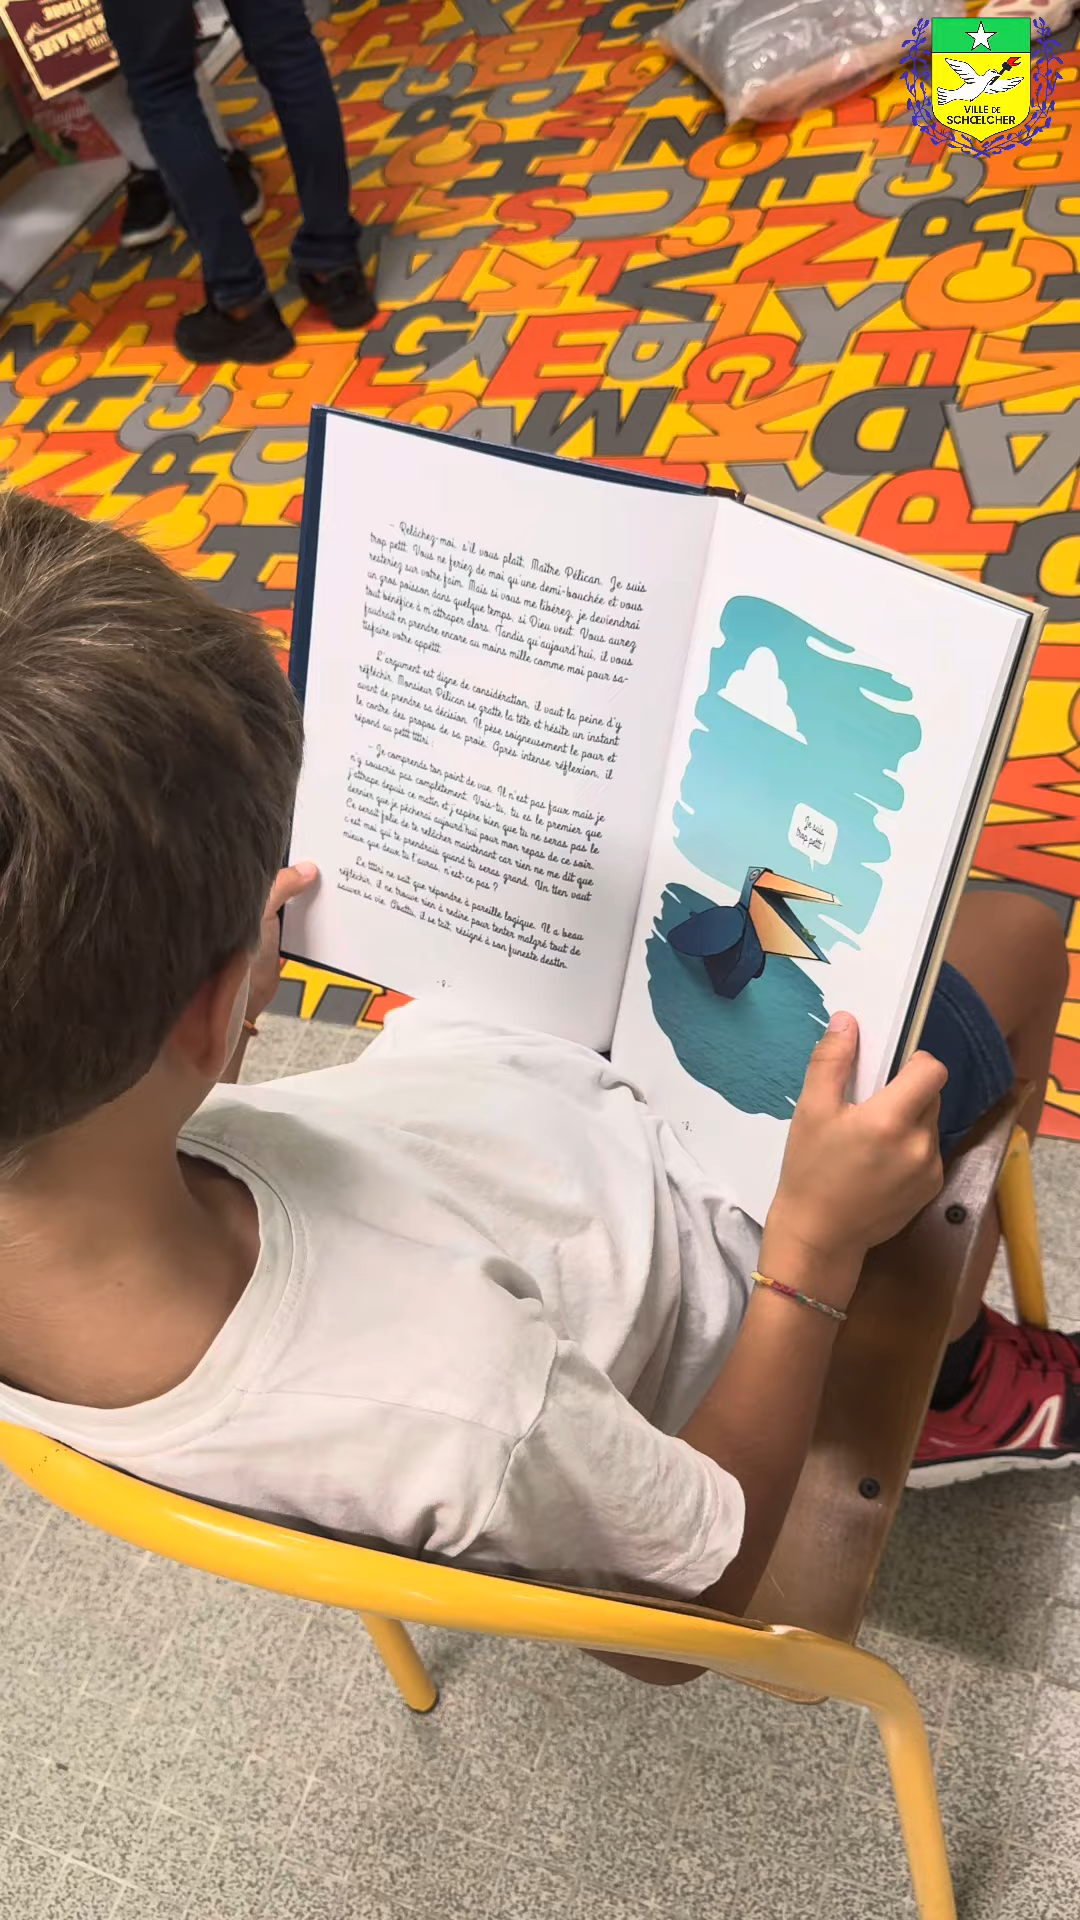 VILLE DE
SCHŒLCHER
- Relâchez-moi, s'il vous plaît, Maître Pélican. Je suis
trop petit. Vous ne feriez de moi qu'une demi-bouchée et vous
resteriez sur votre faim. Mais si vous me libérez, je deviendrai
un gros poisson dans quelque temps, si Dieu veut. Vous aurez
tout bénéfice à m'attraper alors. Tandis qu'aujourd'hui, il vous
faudrait en prendre encore au moins mille comme moi pour sa-
tisfaire votre appétit.
L'argument est digne de considération, il vaut la peine d'y
réfléchir. Monsieur Pélican se gratte la tête et hésite un instant
avant de prendre sa décision. Il pèse soigneusement le pour et
le contre des propos de sa proie. Après intense réflexion, il
répond au petit titiri :
- Je comprends ton point de vue. Il n'est pas faux mais je
n'y souscris pas complètement. Vois-tu, tu es le premier que
j'attrape depuis ce matin et j'espère bien que tu ne seras pas le
dernier que je pêcherai aujourd'hui pour mon repas de ce soir.
Ce serait folie de te relâcher maintenant car rien ne me dit que
c'est moi qui te prendrais quand tu seras grand. Un tien vaut
mieux que deux tu l'auras, n'est-ce pas ?
Le titiri ne sait que répondre à pareille logique. Il a beau
réfléchir, il ne trouve rien à redire pour tenter malgré tout de
sauver sa vie. Abattu, il se tait, résigné à son funeste destin.
- 8 -
Je suis
trop petit !
- 9 -